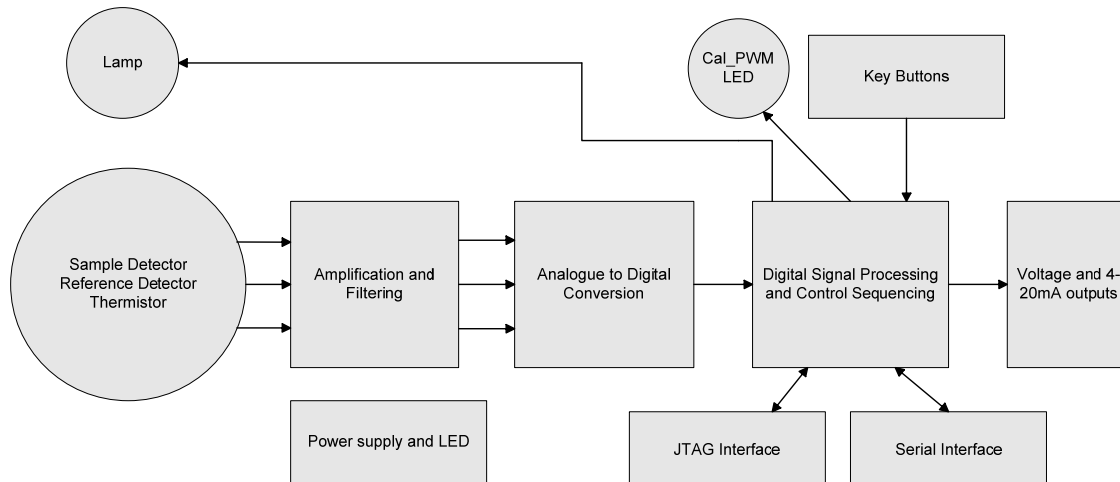 Lamp
Cal_PWM
LED
Key Buttons
Sample Detector
Reference Detector
Thermistor
Amplification and
Filtering
Analogue to Digital
Conversion
Digital Signal Processing
and Control Sequencing
Voltage and 4-
20mA outputs
Power supply and LED
JTAG Interface
Serial Interface